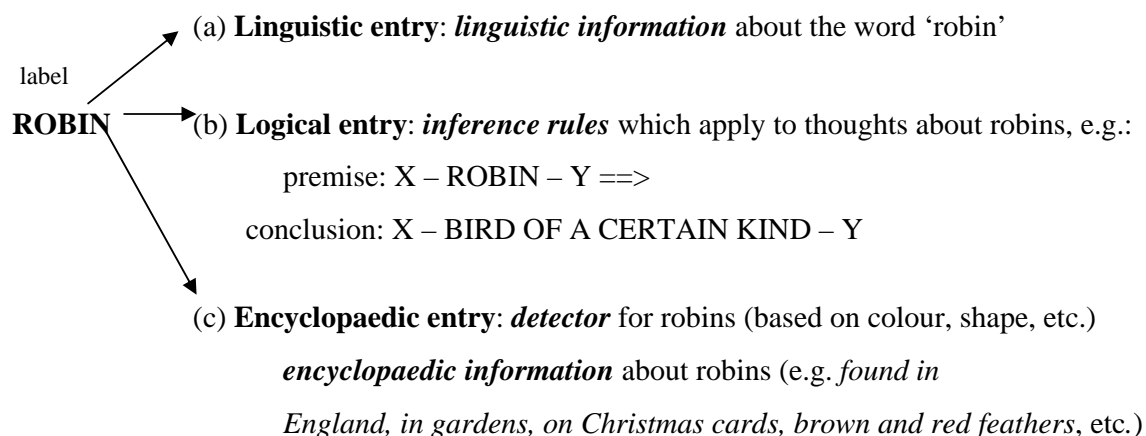 (a) Linguistic entry: linguistic information about the word ‘robin’
label
ROBIN
(b) Logical entry: inference rules which apply to thoughts about robins, e.g.:
premise: X – ROBIN – Y ==>
conclusion: X – BIRD OF A CERTAIN KIND – Y
(c) Encyclopaedic entry: detector for robins (based on colour, shape, etc.)
encyclopaedic information about robins (e.g. found in
England, in gardens, on Christmas cards, brown and red feathers, etc.)